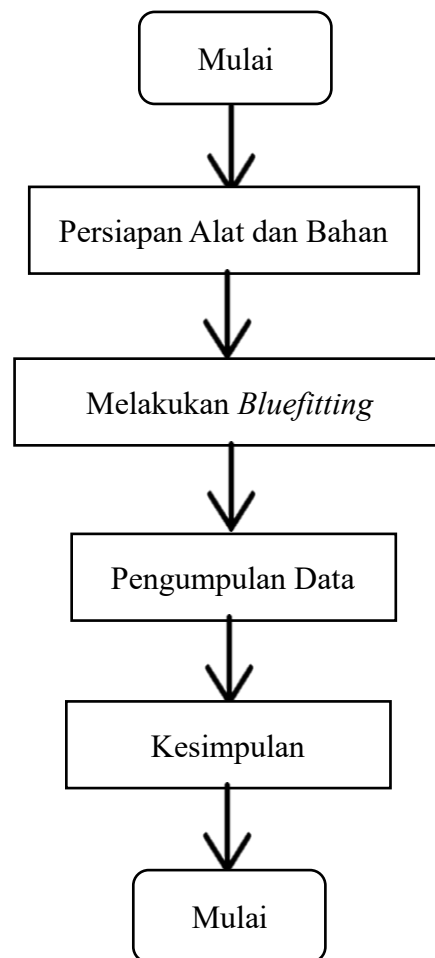 Mulai
Persiapan Alat dan Bahan
Melakukan Bluefitting
Pengumpulan Data
Kesimpulan
Mulai